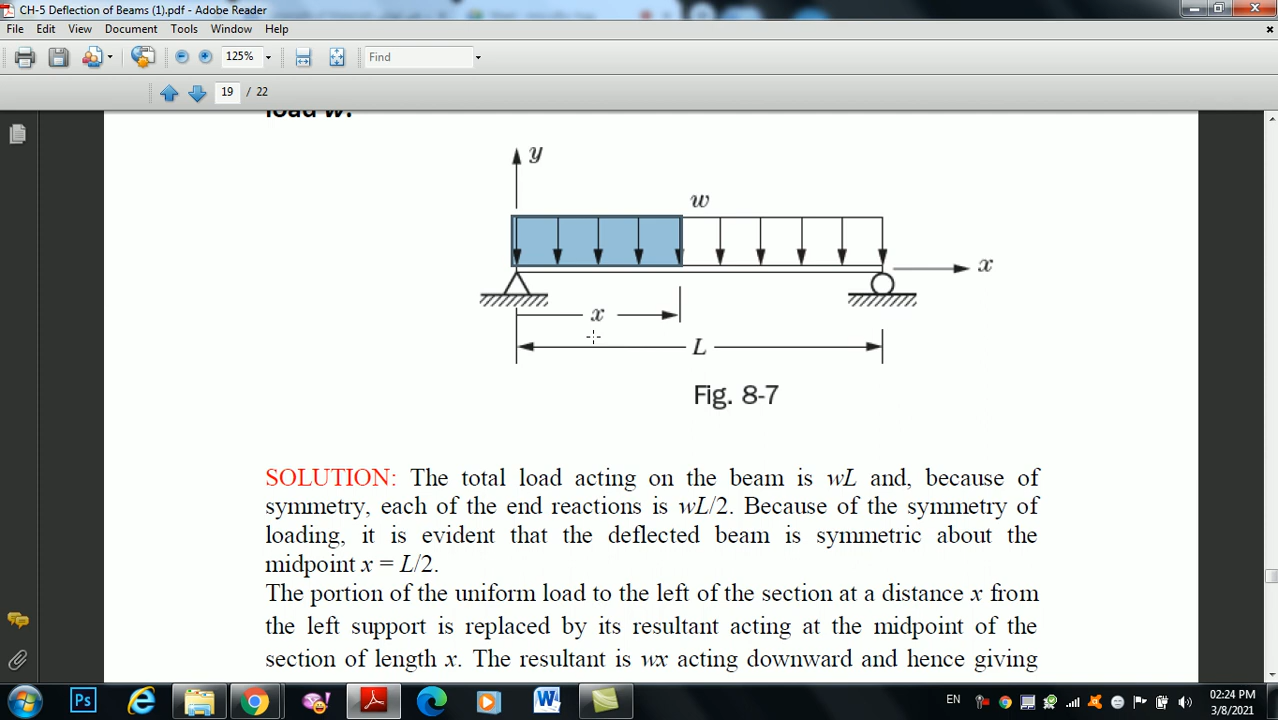 CH-5 Deflection of Beams (1).pdf - Adobe Reader
File Edit View Document Tools Window Help
125% Find
19 / 22
load w.
y
w
x
x
L
Fig. 8-7
SOLUTION: The total load acting on the beam is wL and, because of
symmetry, each of the end reactions is wL/2. Because of the symmetry of
loading, it is evident that the deflected beam is symmetric about the
midpoint x = L/2.
The portion of the uniform load to the left of the section at a distance x from
the left support is replaced by its resultant acting at the midpoint of the
section of length x. The resultant is wx acting downward and hence giving
Ps
EN
02:24 PM
3/8/2021